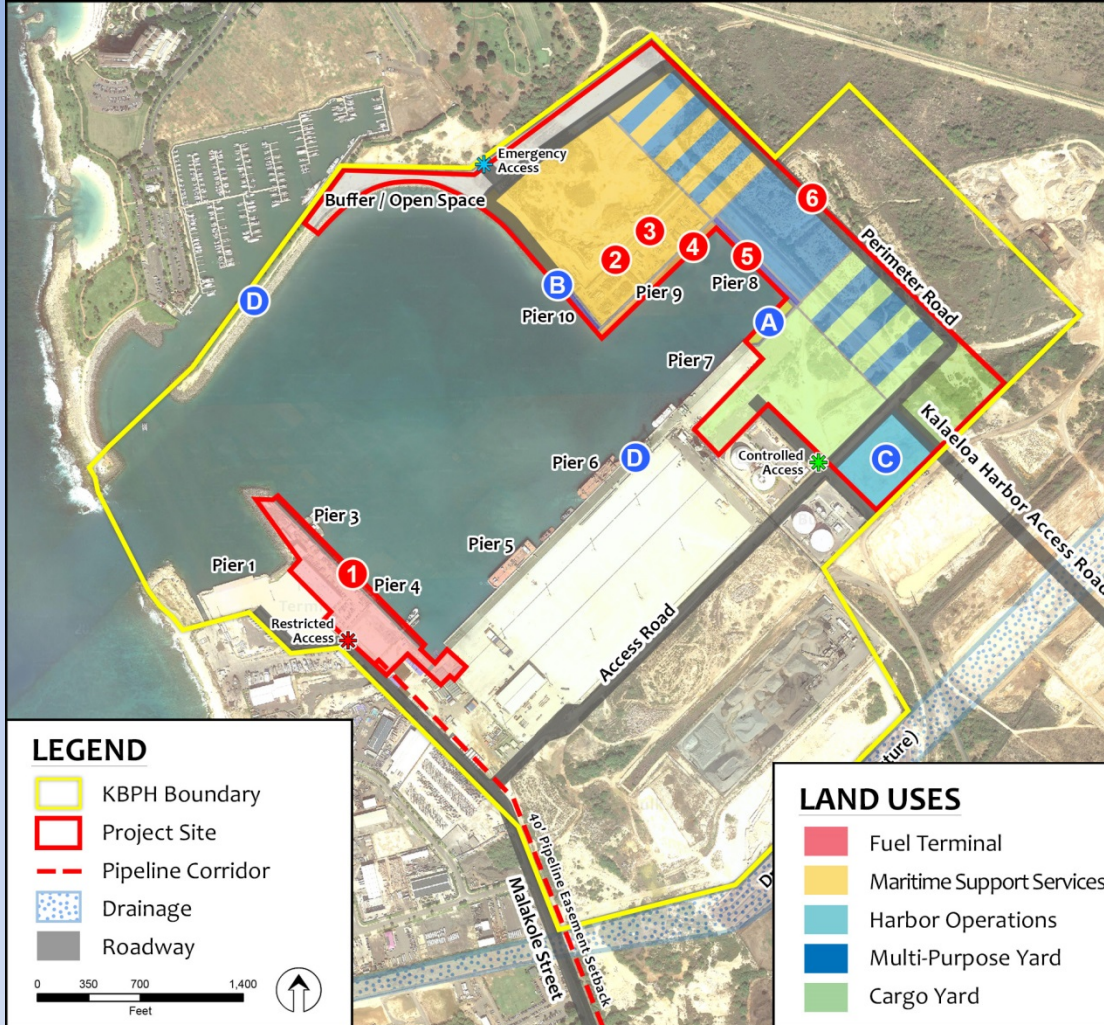 Emergency
Access
Buffer / Open Space
6
3
2
4
5
Pier 8
Perimeter Road
B
D
Pier 9
Pier 10
A
Pier 7
Kalaeloa Harbor Access Road
Controlled
Access
C
Pier 6
D
Pier 3
Pier 5
Pier 1
1
Pier 4
Restricted
Access
Access Road
Malakole Street
40' Pipeline Easement Setback
LEGEND
KBPH Boundary
Project Site
Pipeline Corridor
Drainage
Roadway
0 350 700 1,400
Feet
LAND USES
Fuel Terminal
Maritime Support Services
Harbor Operations
Multi-Purpose Yard
Cargo Yard